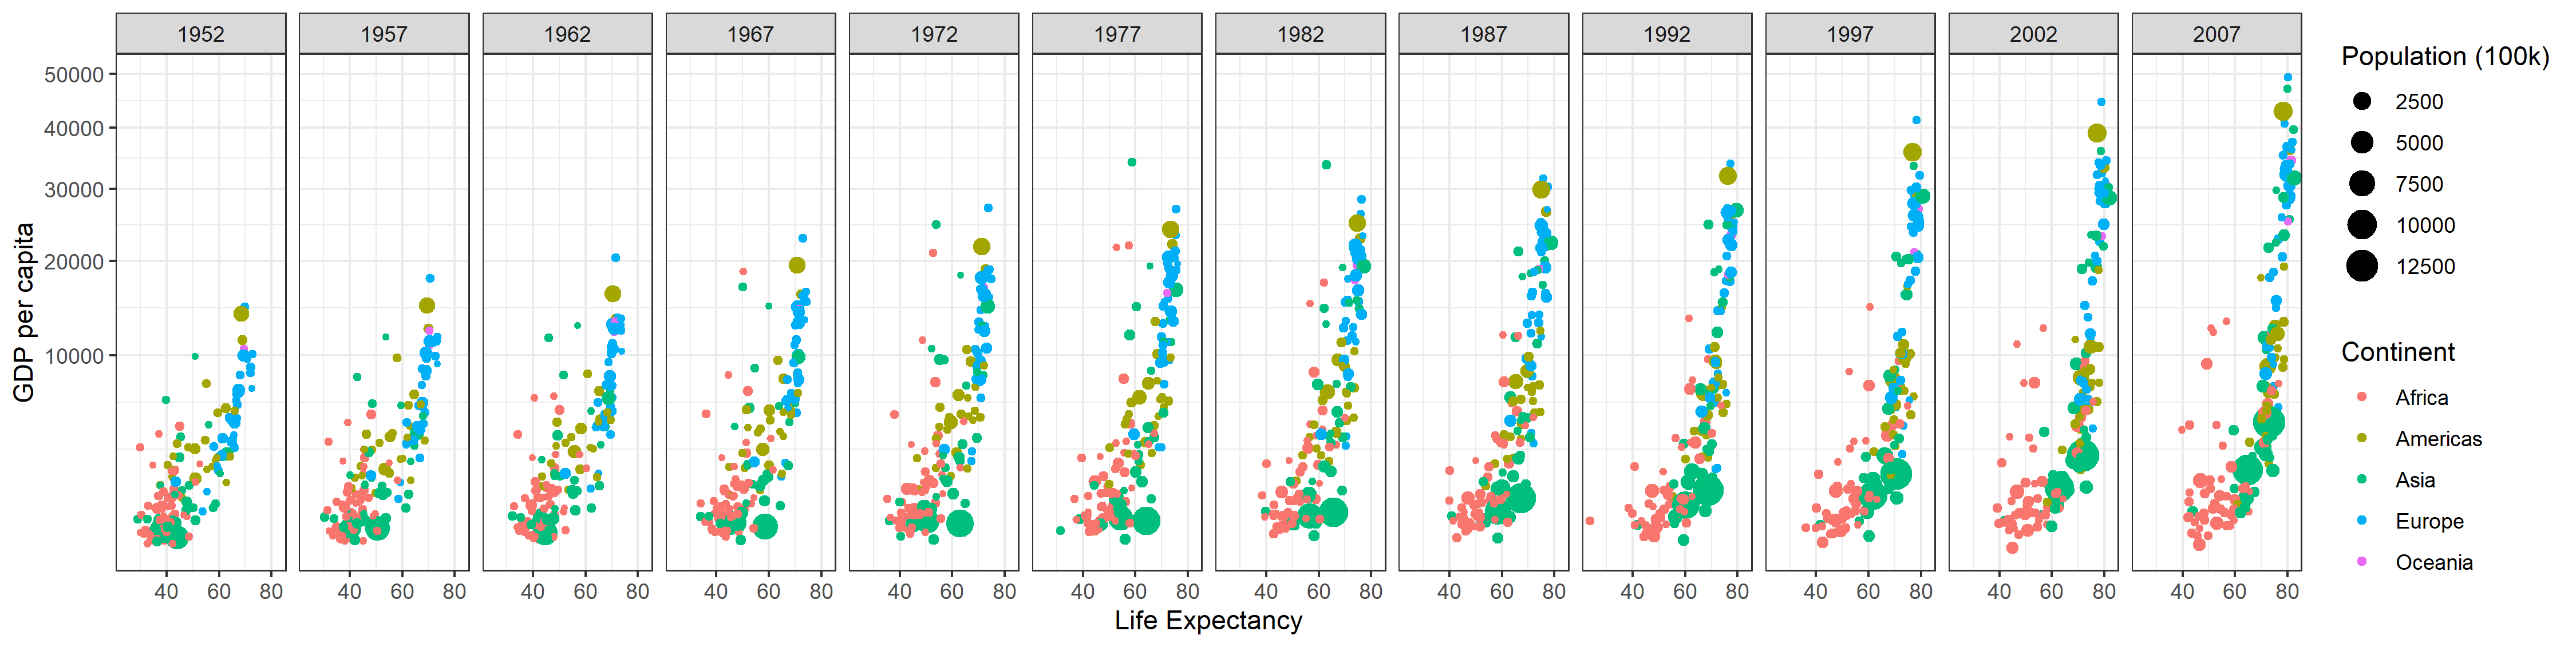 1952 1957 1962 1967 1972 1977 1982 1987 1992 1997 2002 2007
GDP per capita
50000
40000
30000
20000
10000
40 60 80 40 60 80 40 60 80 40 60 80 40 60 80 40 60 80 40 60 80 40 60 80 40 60 80 40 60 80 40 60 80 40 60 80
Life Expectancy
Population (100k)
2500
5000
7500
10000
12500
Continent
Africa
Americas
Asia
Europe
Oceania